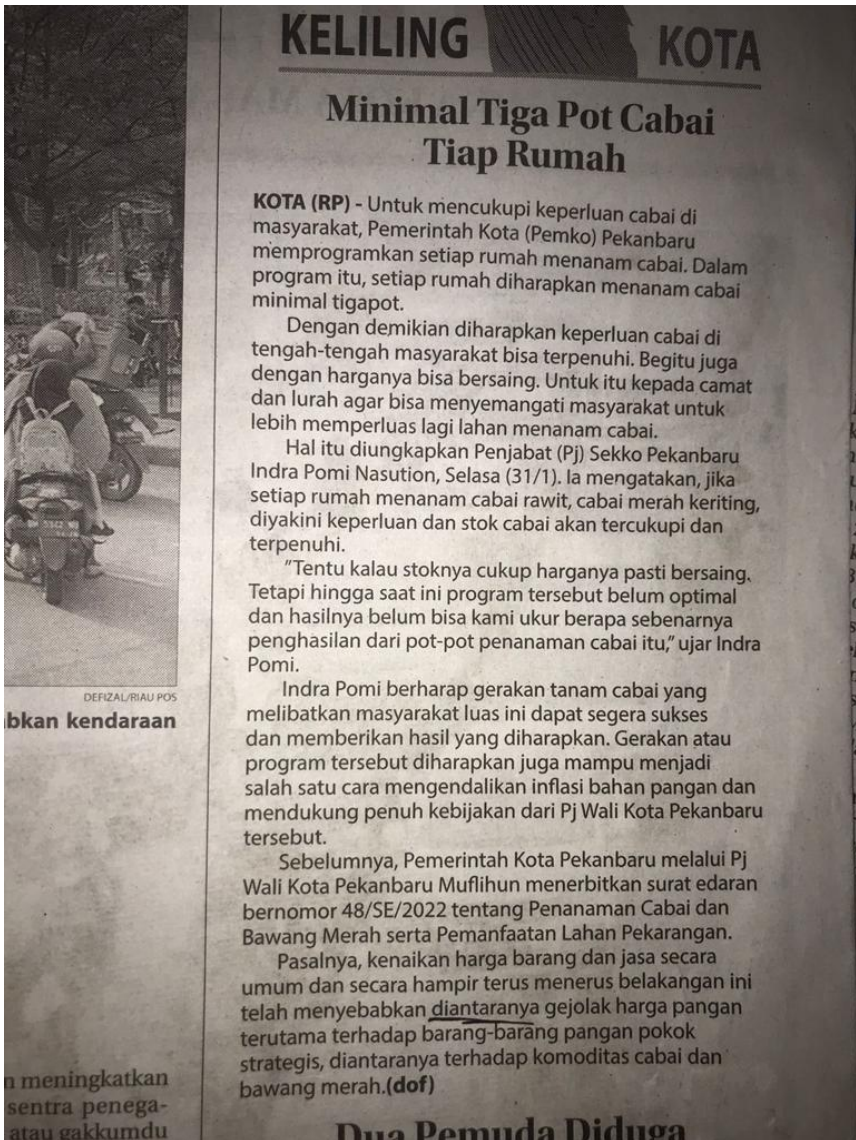 KELILING KOTA
Minimal Tiga Pot Cabai
Tiap Rumah
KOTA (RP) - Untuk mencukupi keperluan cabai di
masyarakat, Pemerintah Kota (Pemko) Pekanbaru
memprogramkan setiap rumah menanam cabai. Dalam
program itu, setiap rumah diharapkan menanam cabai
minimal tigapot.
Dengan demikian diharapkan keperluan cabai di
tengah-tengah masyarakat bisa terpenuhi. Begitu juga
dengan harganya bisa bersaing. Untuk itu kepada camat
dan lurah agar bisa menyemangati masyarakat untuk
lebih memperluas lagi lahan menanam cabai.
Hal itu diungkapkan Penjabat (Pj) Sekko Pekanbaru
Indra Pomi Nasution, Selasa (31/1). Ia mengatakan, jika
setiap rumah menanam cabai rawit, cabai merah keriting,
diyakini keperluan dan stok cabai akan tercukupi dan
terpenuhi.
"Tentu kalau stoknya cukup harganya pasti bersaing.
Tetapi hingga saat ini program tersebut belum optimal
dan hasilnya belum bisa kami ukur berapa sebenarnya
penghasilan dari pot-pot penanaman cabai itu," ujar Indra
Pomi.
Indra Pomi berharap gerakan tanam cabai yang
melibatkan masyarakat luas ini dapat segera sukses
dan memberikan hasil yang diharapkan. Gerakan atau
program tersebut diharapkan juga mampu menjadi
salah satu cara mengendalikan inflasi bahan pangan dan
mendukung penuh kebijakan dari Pj Wali Kota Pekanbaru
tersebut.
Sebelumnya, Pemerintah Kota Pekanbaru melalui Pj
Wali Kota Pekanbaru Muflihun menerbitkan surat edaran
bernomor 48/SE/2022 tentang Penanaman Cabai dan
Bawang Merah serta Pemanfaatan Lahan Pekarangan.
Pasalnya, kenaikan harga barang dan jasa secara
umum dan secara hampir terus menerus belakangan ini
telah menyebabkan diantaranya gejolak harga pangan
terutama terhadap barang-barang pangan pokok
strategis, diantaranya terhadap komoditas cabai dan
bawang merah.(dof)
Dua Pemuda Diduga
DEFIZAL/RIAU POS
bkan kendaraan
n meningkatkan
sentra penega-
atau gakkumdu